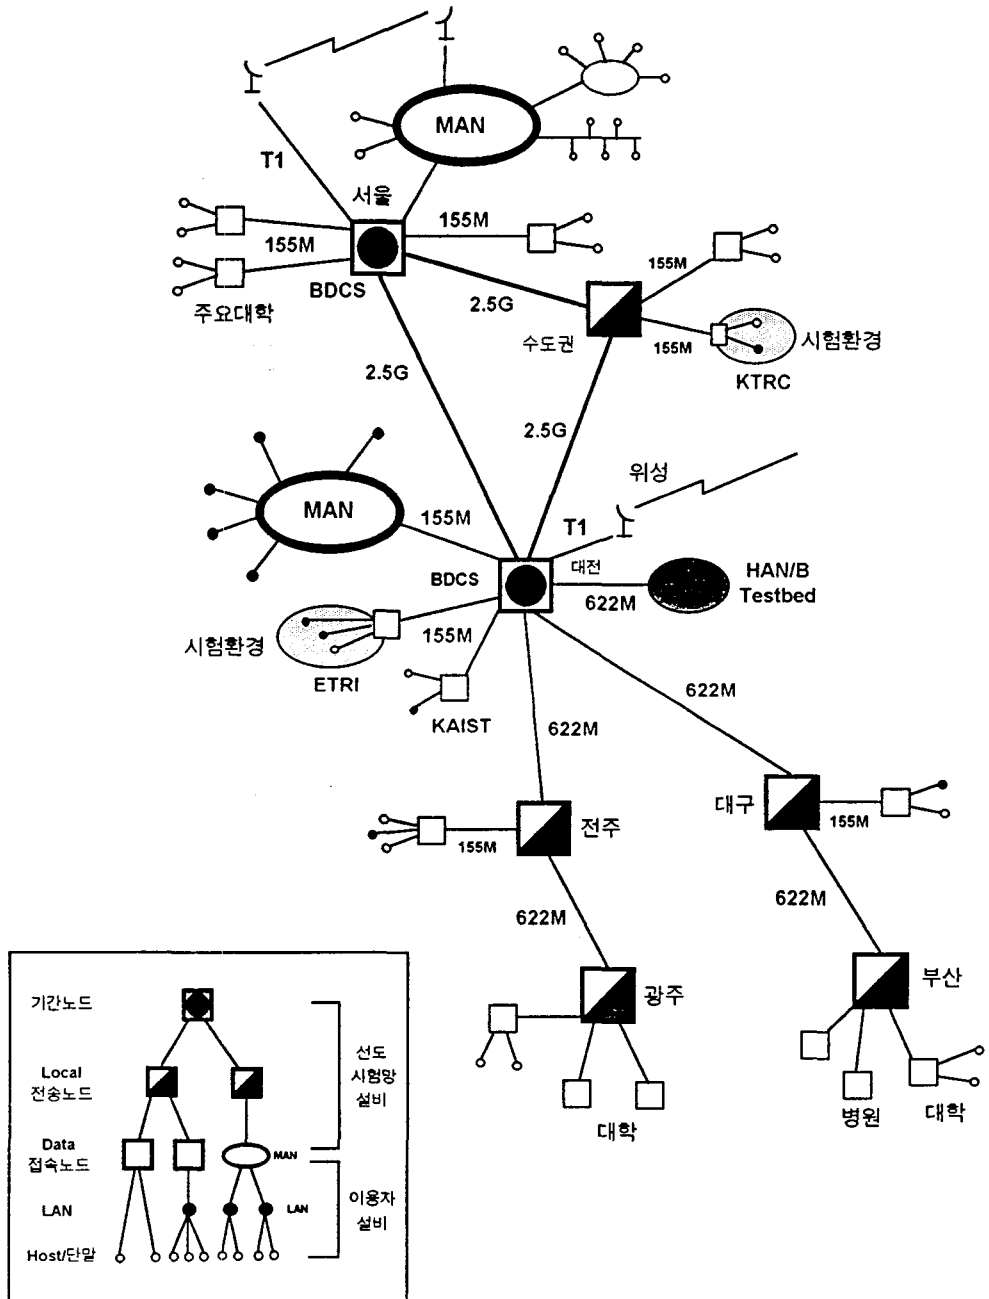 MAN
T1
서울
155M
155M
BDCS
주요대학
2.5G
155M
수도권
155M
시험환경
KTRC
2.5G
2.5G
위성
MAN
155M
T1
BDCS
대전
622M
HAN/B
Testbed
시험환경
155M
ETRI
KAIST
622M
622M
대구
155M
전주
155M
622M
622M
광주
부산
대학
병원
대학
기간노드
Local
전송노드
선도
시험망
설비
Data
접속노드
MAN
LAN
LAN
이용자
설비
Host/단말